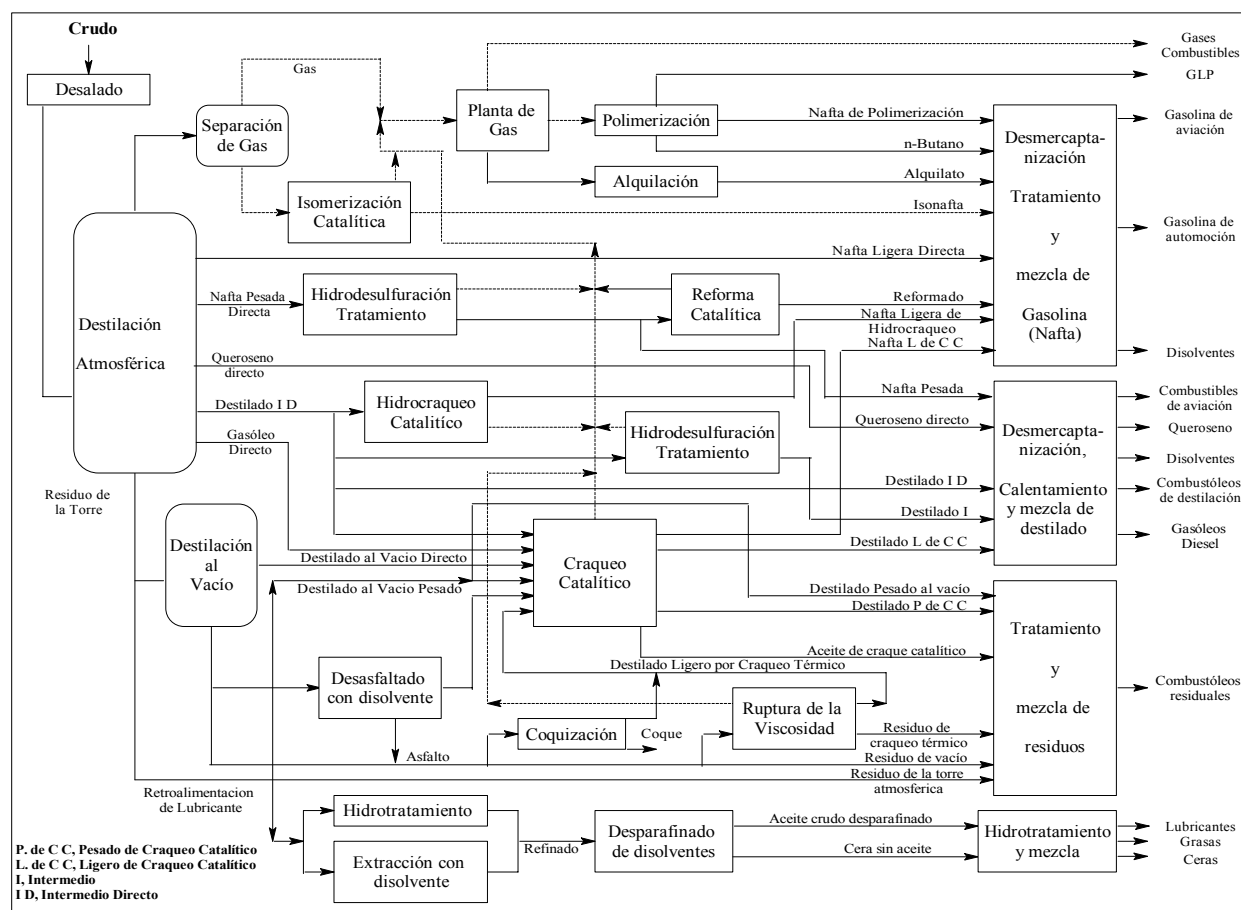 Crudo
Desalado
Gas
Gases
Combustibles
GLP
Separación
de Gas
Planta de
Gas
Polimerización
Nafta de Polimerización
n-Butano
Desmercapta-
nización
Tratamiento
y
mezcla de
Gasolina
(Nafta)
Gasolina de
aviación
Isomerización
Catalítica
Alquilación
Alquilato
Isonafta
Gasolina de
automoción
Nafta Ligera Directa
Destilación
Atmosférica
Nafta Pesada
Directa
Hidrodesulfuración
Tratamiento
Reforma
Catalítica
Reformado
Nafta Ligera de
Hidrocraqueo
Nafta L de C C
Disolventes
Queroseno
directo
Destilado I D
Hidrocraqueo
Catalitíco
Nafta Pesada
Queroseno directo
Combustibles
de aviación
Queroseno
Gasóleo
Directo
Hidrodesulfuración
Tratamiento
Desmercapta-
nización,
Calentamiento
y mezcla de
destilado
Disolventes
Combustóleos
de destilación
Gasóleos
Diesel
Residuo de
la Torre
Destilado I D
Destilado I
Destilado L de C C
Destilación
al
Vacío
Destilado al Vacio Directo
Destilado al Vacio Pesado
Craqueo
Catalítico
Destilado Pesado al vacío
Destilado P de C C
Aceite de craque catalítico
Tratamiento
y
mezcla de
residuos
Combustóleos
residuales
Destilado Ligero por Craqueo Térmico
Desasfaltado
con disolvente
Ruptura de la
Viscosidad
Coquización
Coque
Asfalto
Residuo de
craqueo térmico
Residuo de vacío
Residuo de la torre
atmosferica
Retroalimentacion
de Lubricante
Hidrotratamiento
Extracción con
disolvente
Refinado
Desparafinado
de disolventes
Aceite crudo desparafinado
Cera sin aceite
Hidrotratamiento
y mezcla
Lubricantes
Grasas
Ceras
P. de C C, Pesado de Craqueo Catalítico
L. de C C, Ligero de Craqueo Catalítico
I, Intermedio
I D, Intermedio Directo